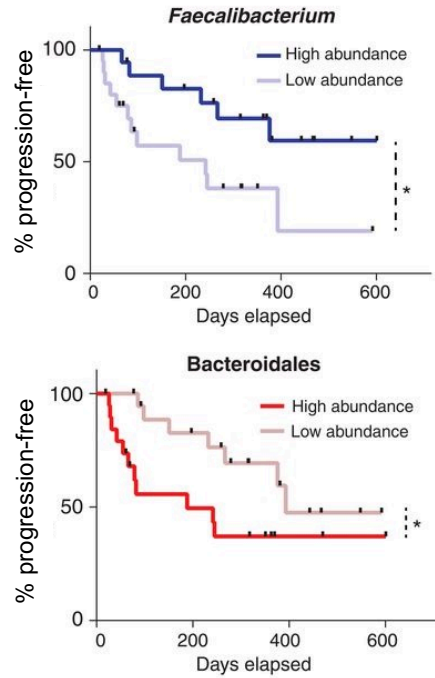 Faecalibacterium
% progression-free
100
50
0
High abundance
Low abundance
*
0 200 400 600
Days elapsed
Bacteroidales
% progression-free
100
50
0
High abundance
Low abundance
*
0 200 400 600
Days elapsed